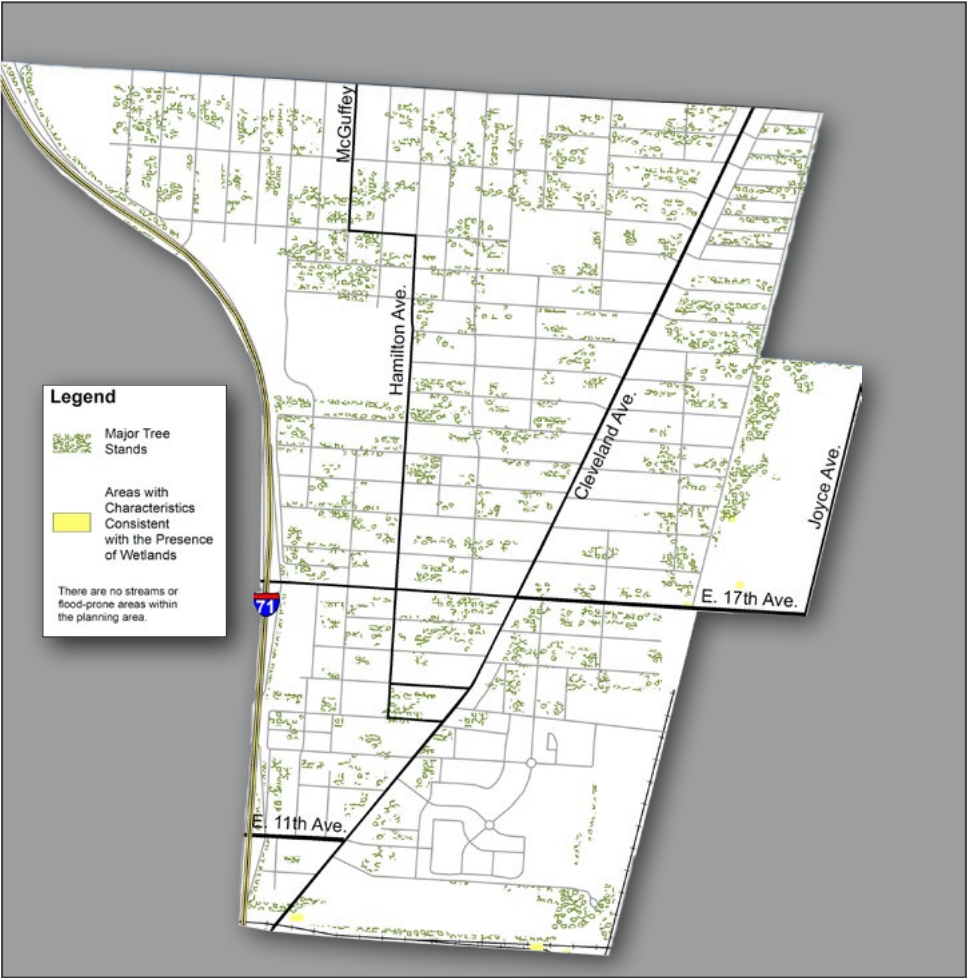 McGuffey
Hamilton Ave.
Cleveland Ave.
Legend
Major Tree
Stands
Areas with
Characteristics
Consistent
with the Presence
of Wetlands
There are no streams or
flood-prone areas within
the planning area.
Joyce Ave.
71
E. 17th Ave.
E. 11th Ave.